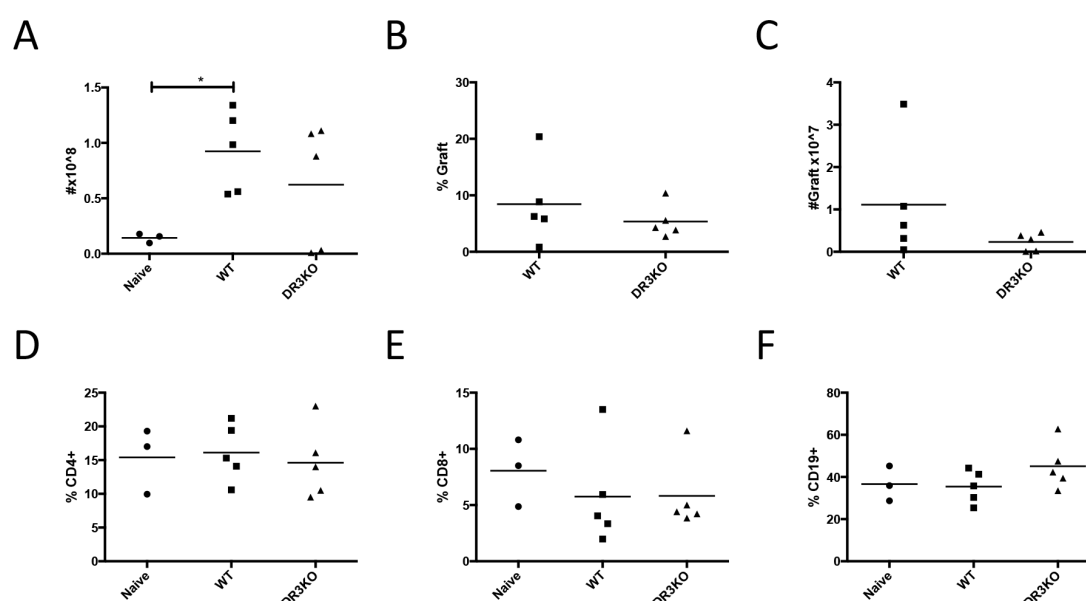 A
B
C
#x10^8
1.5
1.0
0.5
0.0
*
Naive
WT
DR3KO
% Graft
30
20
10
0
WT
DR3KO
#Graft x10^7
4
3
2
1
0
WT
DR3KO
D
E
F
% CD4+
25
20
15
10
5
0
Naive
WT
DR3KO
% CD8+
15
10
5
0
Naive
WT
DR3KO
% CD19+
80
60
40
20
0
Naive
WT
DR3KO